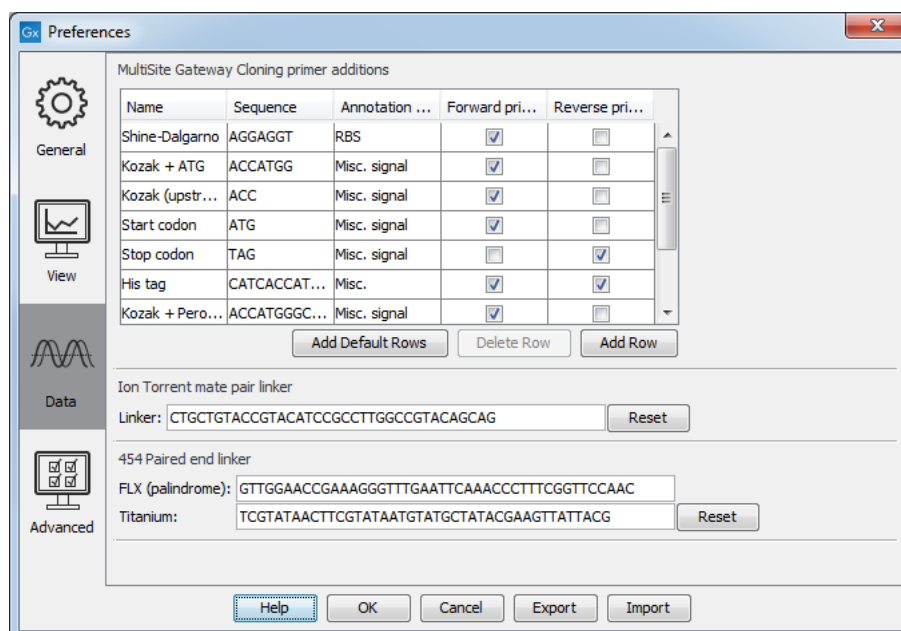 Gx Preferences
X
General
View
Data
Advanced
MultiSite Gateway Cloning primer additions
Name Sequence Annotation ... Forward pri... Reverse pri...
Shine-Dalgarno AGGAGGT RBS
Kozak + ATG ACCATGG Misc. signal
Kozak (upstr... ACC Misc. signal
Start codon ATG Misc. signal
Stop codon TAG Misc. signal
His tag CATCACCAT... Misc.
Kozak + Pero... ACCATGGGC... Misc. signal
Add Default Rows Delete Row Add Row
Ion Torrent mate pair linker
Linker: CTGCTGTACCGTACATCCGCCTTGGCCGTACAGCAG Reset
454 Paired end linker
FLX (palindrome): GTTGGAACCGAAAGGGTTTGAATTCAAACCCTTTCGGTTCCAAC
Titanium: TCGTATAACTTCGTATAATGTATGCTATACGAAGTTATTACG Reset
Help OK Cancel Export Import